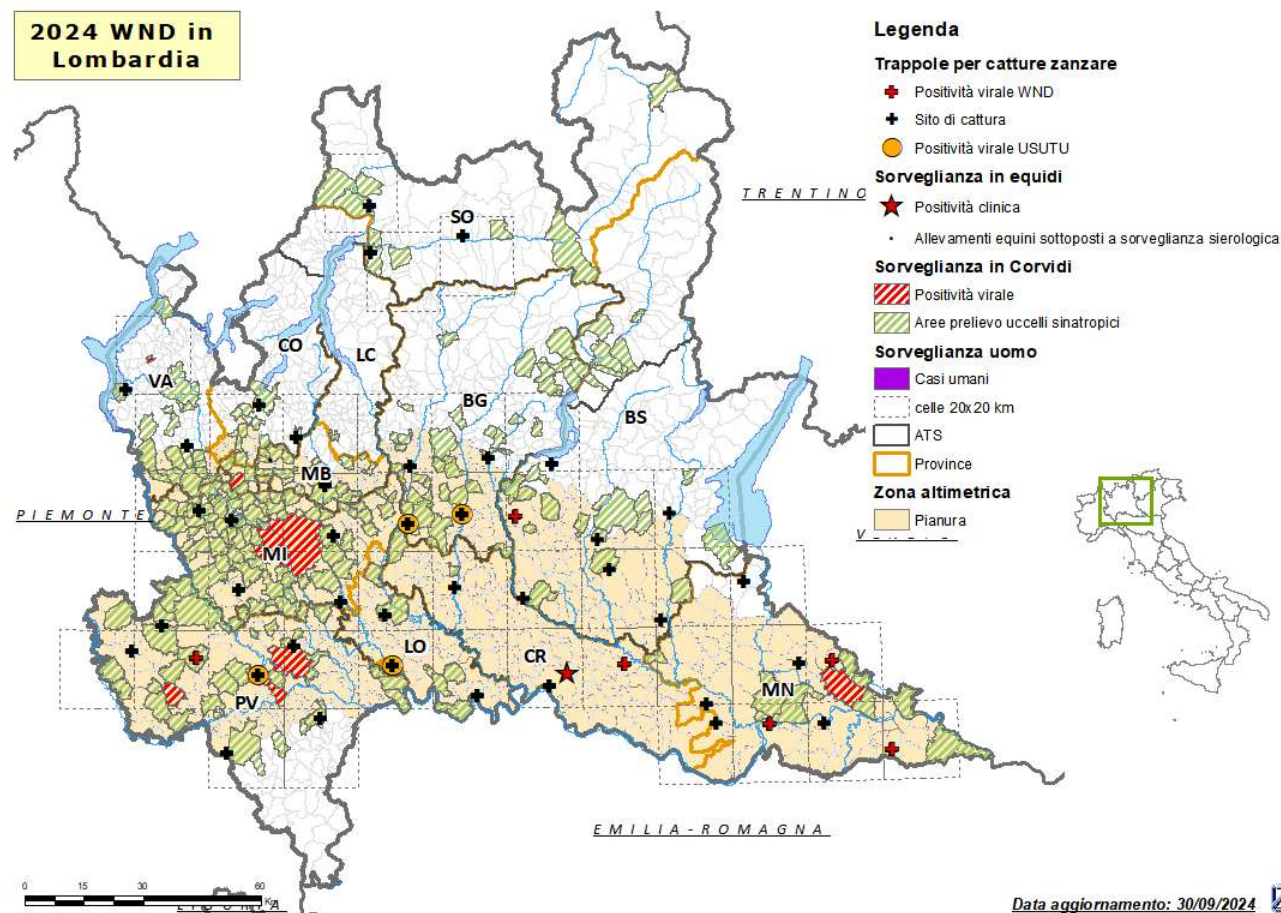 2024 WND in
Lombardia
Legenda
Trappole per catture zanzare
Positività virale WND
Sito di cattura
Positività virale USUTU
Sorveglianza in equidi
Positività clinica
Allevamenti equini sottoposti a sorveglianza sierologica
Sorveglianza in Corvidi
Positività virale
Aree prelievo uccelli sinatropici
Sorveglianza uomo
Casi umani
celle 20x20 km
ATS
Province
Zona altimetrica
Pianura
TRENTINO
SO
CO
LC
VA
BG
BS
MB
PIEMONTE
MI
LO
CR
MN
PV
EMILIA-ROMAGNA
0 15 30 60
Km
Data aggiornamento: 30/09/2024